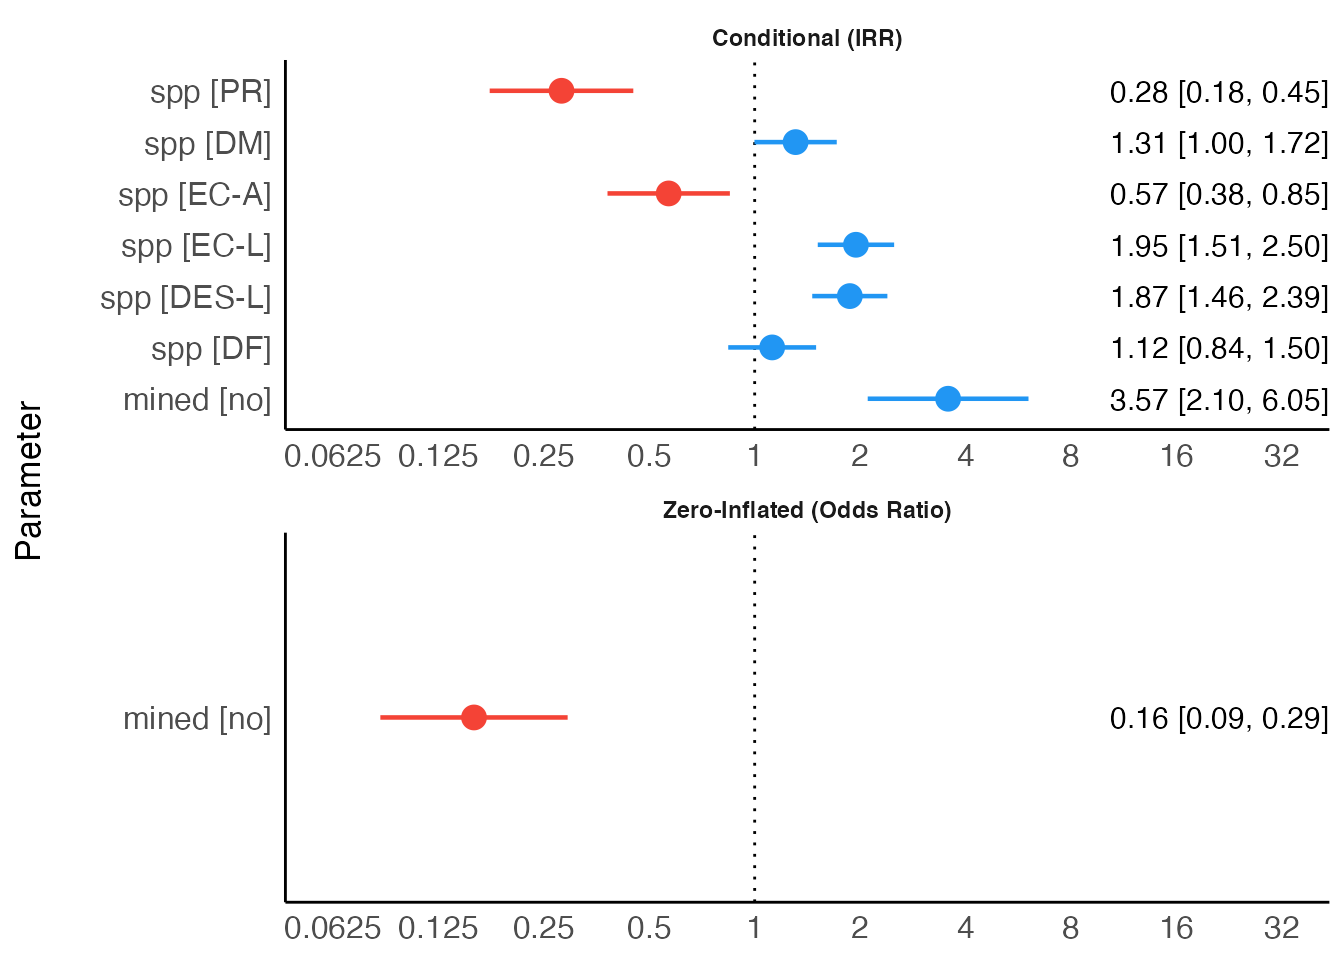 Conditional (IRR)
spp [PR] 0.28 [0.18, 0.45]
spp [DM] 1.31 [1.00, 1.72]
spp [EC-A] 0.57 [0.38, 0.85]
spp [EC-L] 1.95 [1.51, 2.50]
spp [DES-L] 1.87 [1.46, 2.39]
spp [DF] 1.12 [0.84, 1.50]
mined [no] 3.57 [2.10, 6.05]
0.0625 0.125 0.25 0.5 1 2 4 8 16 32
Parameter
Zero-Inflated (Odds Ratio)
mined [no] 0.16 [0.09, 0.29]
0.0625 0.125 0.25 0.5 1 2 4 8 16 32